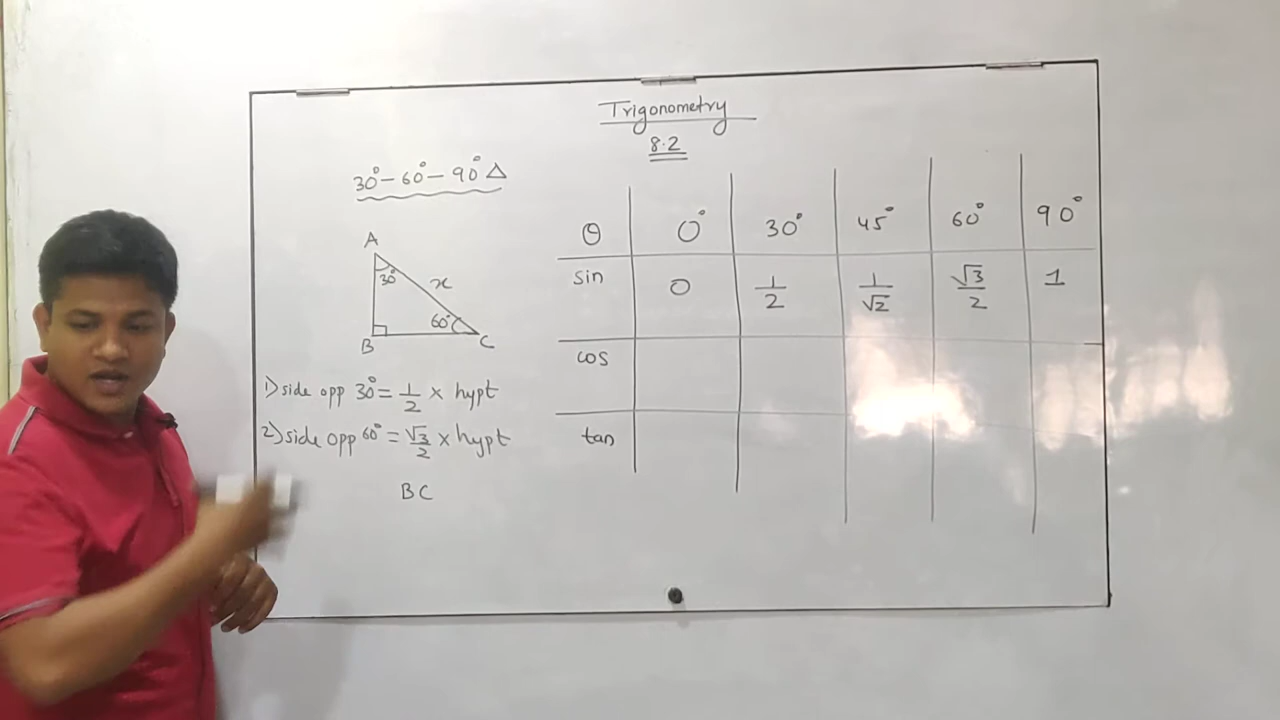 Trigonometry
8.2
30°-60°-90° △
A
30°
x
60°
B
C
1) side opp 30° = 1/2 × hypt
2) side opp 60° = √3/2 × hypt
BC
θ 0° 30° 45° 60° 90°
sin 0 1/2 1/√2 √3/2 1
cos
tan